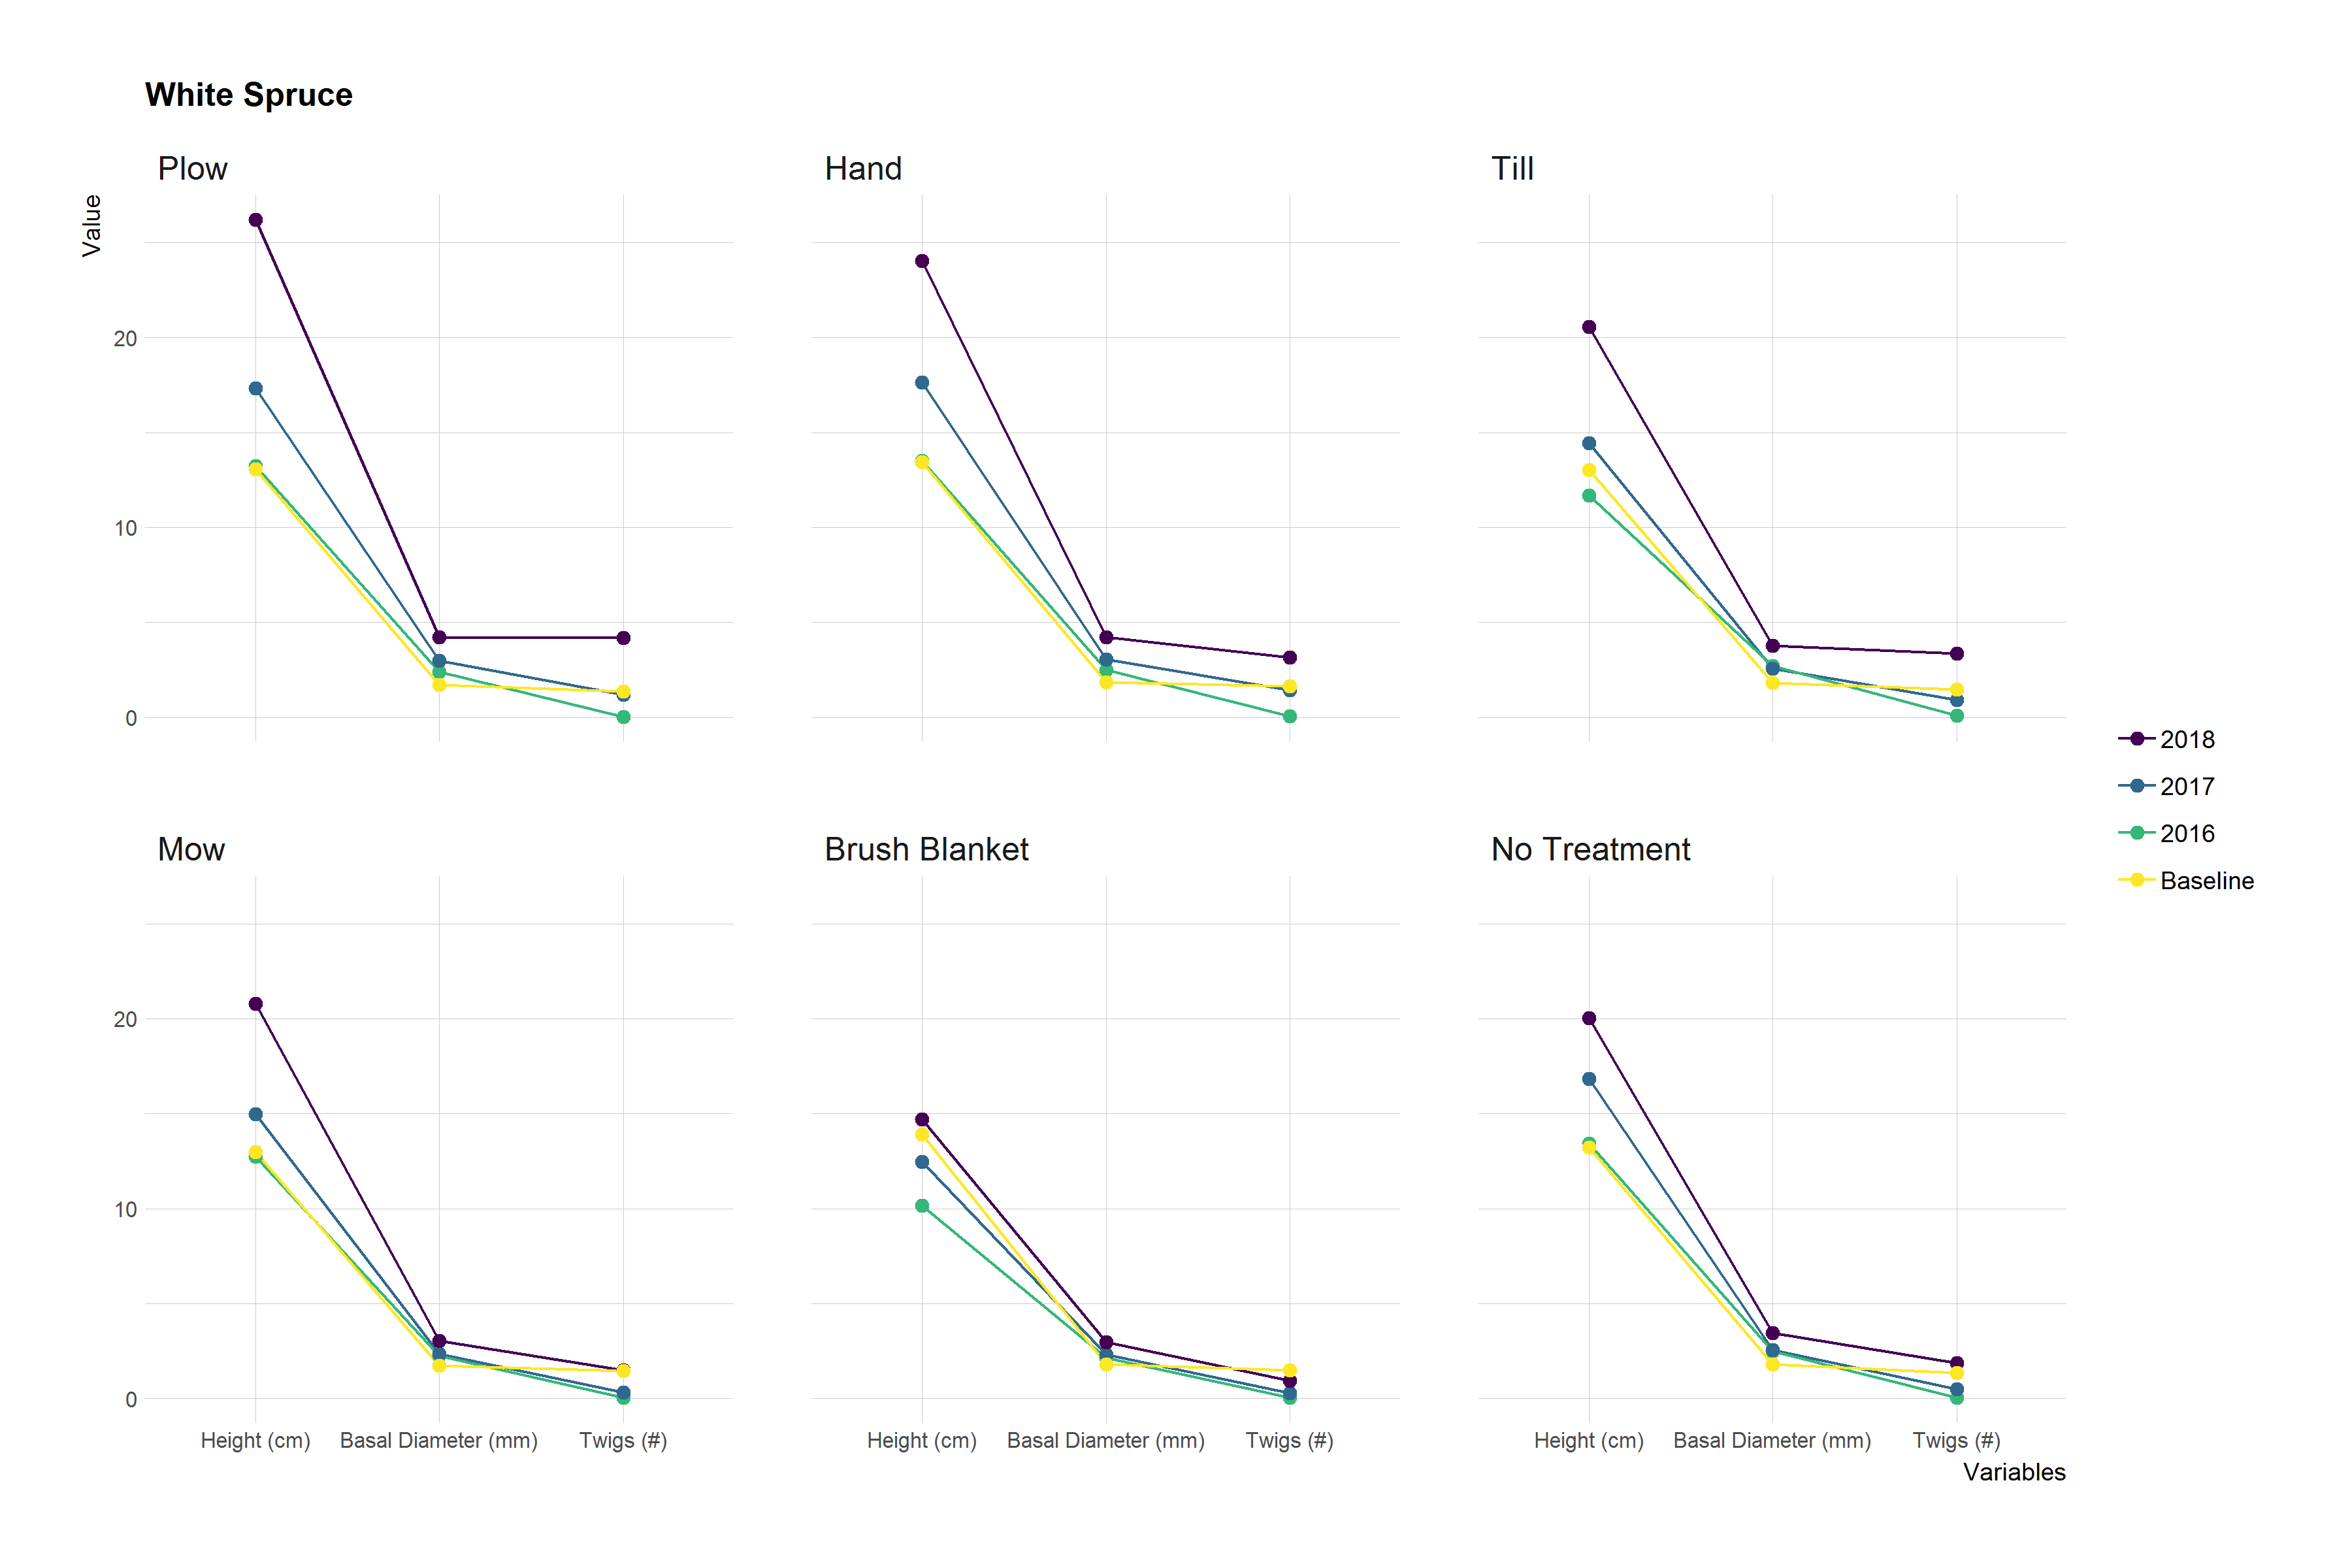 White Spruce
Plow
Hand
Till
Value
20
10
0
2018
2017
2016
Baseline
Mow
Brush Blanket
No Treatment
20
10
0
Height (cm) Basal Diameter (mm) Twigs (#)
Height (cm) Basal Diameter (mm) Twigs (#)
Height (cm) Basal Diameter (mm) Twigs (#)
Variables